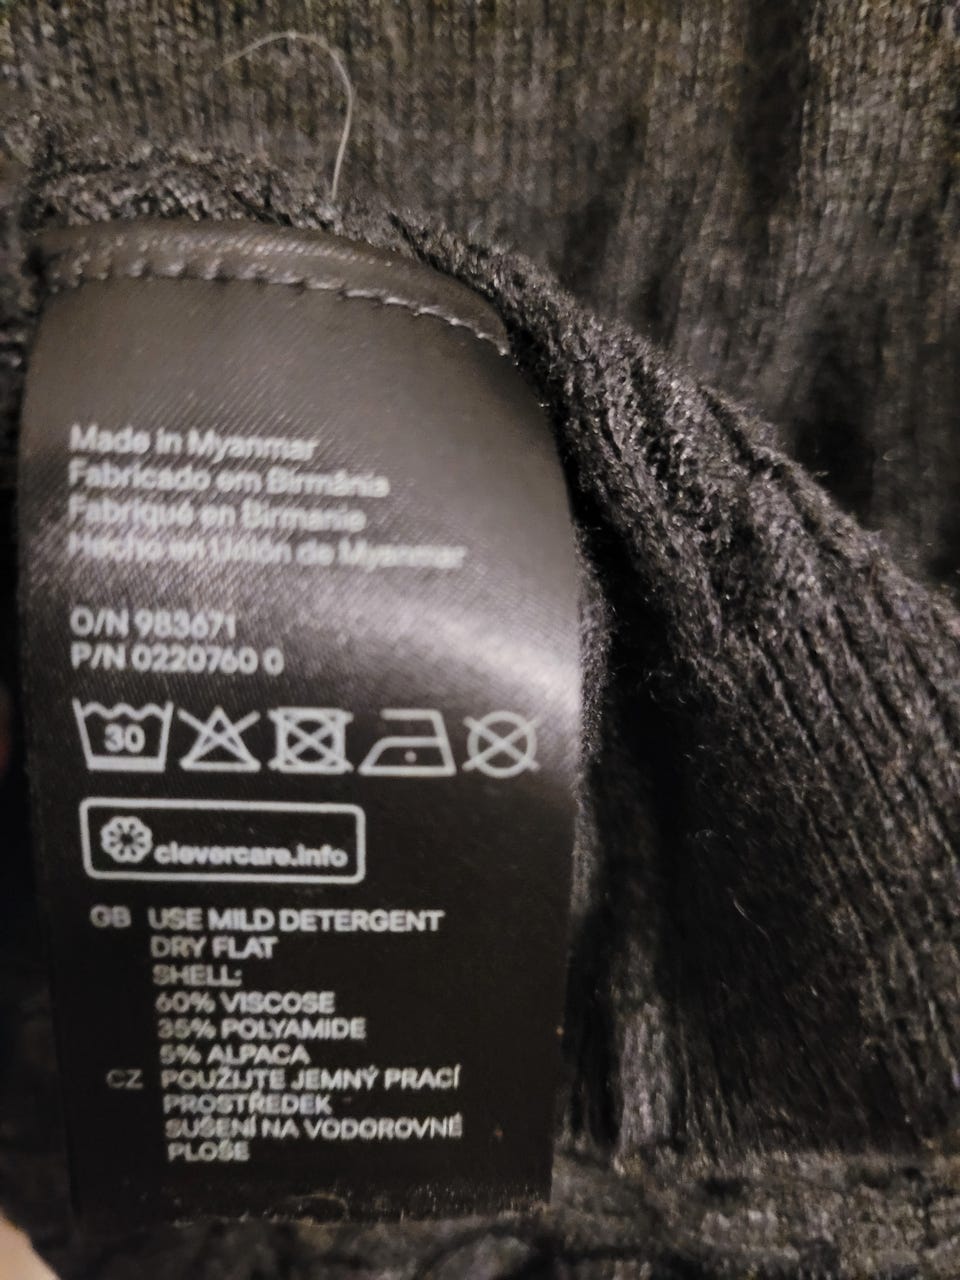 Made in Myanmar
Fabricado em Birmânia
Fabriqué en Birmanie
Hecho en Unión de Myanmar
O/N 983671
P/N 0220760 0
30
clevercare.info
GB USE MILD DETERGENT
DRY FLAT
SHELL:
60% VISCOSE
35% POLYAMIDE
5% ALPACA
CZ POUŽIJTE JEMNÝ PRACÍ
PROSTŘEDEK
SUŠENÍ NA VODOROVNÉ
PLOŠE